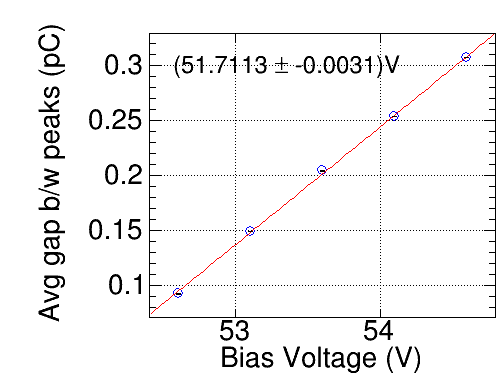 (51.7113 ± -0.0031)V
Avg gap b/w peaks (pC)
0.3
0.25
0.2
0.15
0.1
53
54
Bias Voltage (V)